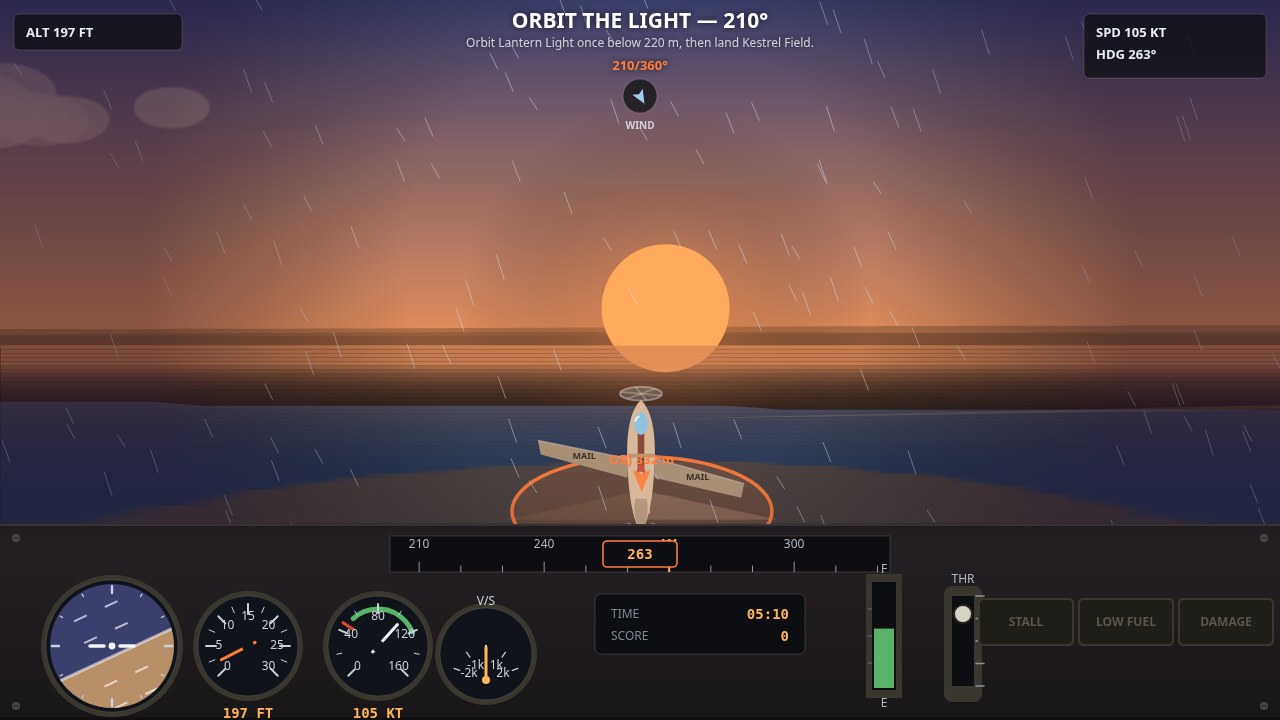 ALT 197 FT
ORBIT THE LIGHT — 210°
Orbit Lantern Light once below 220 m, then land Kestrel Field.
210/360°
WIND
SPD 105 KT
HDG 263°
MAIL
MAIL
210
240
263
300
F
E
THR
STALL
LOW FUEL
DAMAGE
TIME 05:10
SCORE 0
0 5 10 15 20 25 30
197 FT
0 40 80 120 160
105 KT
V/S
-2k -1k 1k 2k